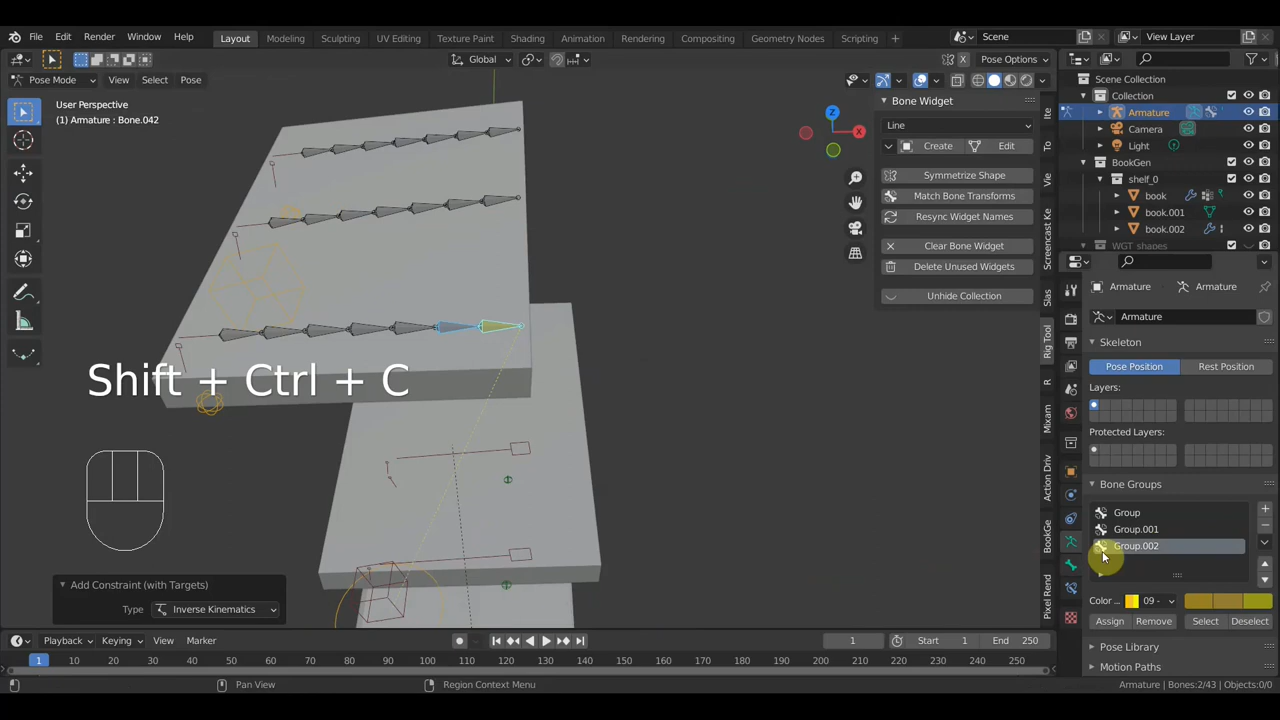 File Edit Render Window Help Layout Modeling Sculpting UV Editing Texture Paint Shading Animation Rendering Compositing Geometry Nodes Scripting + Scene View Layer
Global X Pose Options
Pose Mode View Select Pose
User Perspective
(1) Armature : Bone.042
Z
X
Bone Widget
Line
Create Edit
Symmetrize Shape
Match Bone Transforms
Resync Widget Names
Clear Bone Widget
Delete Unused Widgets
Unhide Collection
Ite
To
Vie
Screencast Ke
Slas
Rig Tool
R
Mixam
Action Driv
BookGe
Pixel Rend
Scene Collection
Collection
Armature
Camera
Light
BookGen
shelf_0
book
book.001
book.002
WGT shapes
Armature Armature
Armature
Skeleton
Pose Position Rest Position
Layers:
Protected Layers:
Bone Groups
Group
Group.001
Group.002
Color ... 09 -
Assign Remove Select Deselect
Pose Library
Motion Paths
Shift + Ctrl + C
Add Constraint (with Targets)
Type Inverse Kinematics
Playback Keying View Marker 1 Start 1 End 250
1 10 20 30 40 50 60 70 80 90 100 110 120 130 140 150 160 170 180 190 200 210 220 230 240 250
Pan View Region Context Menu Armature | Bones:2/43 | Objects:0/0